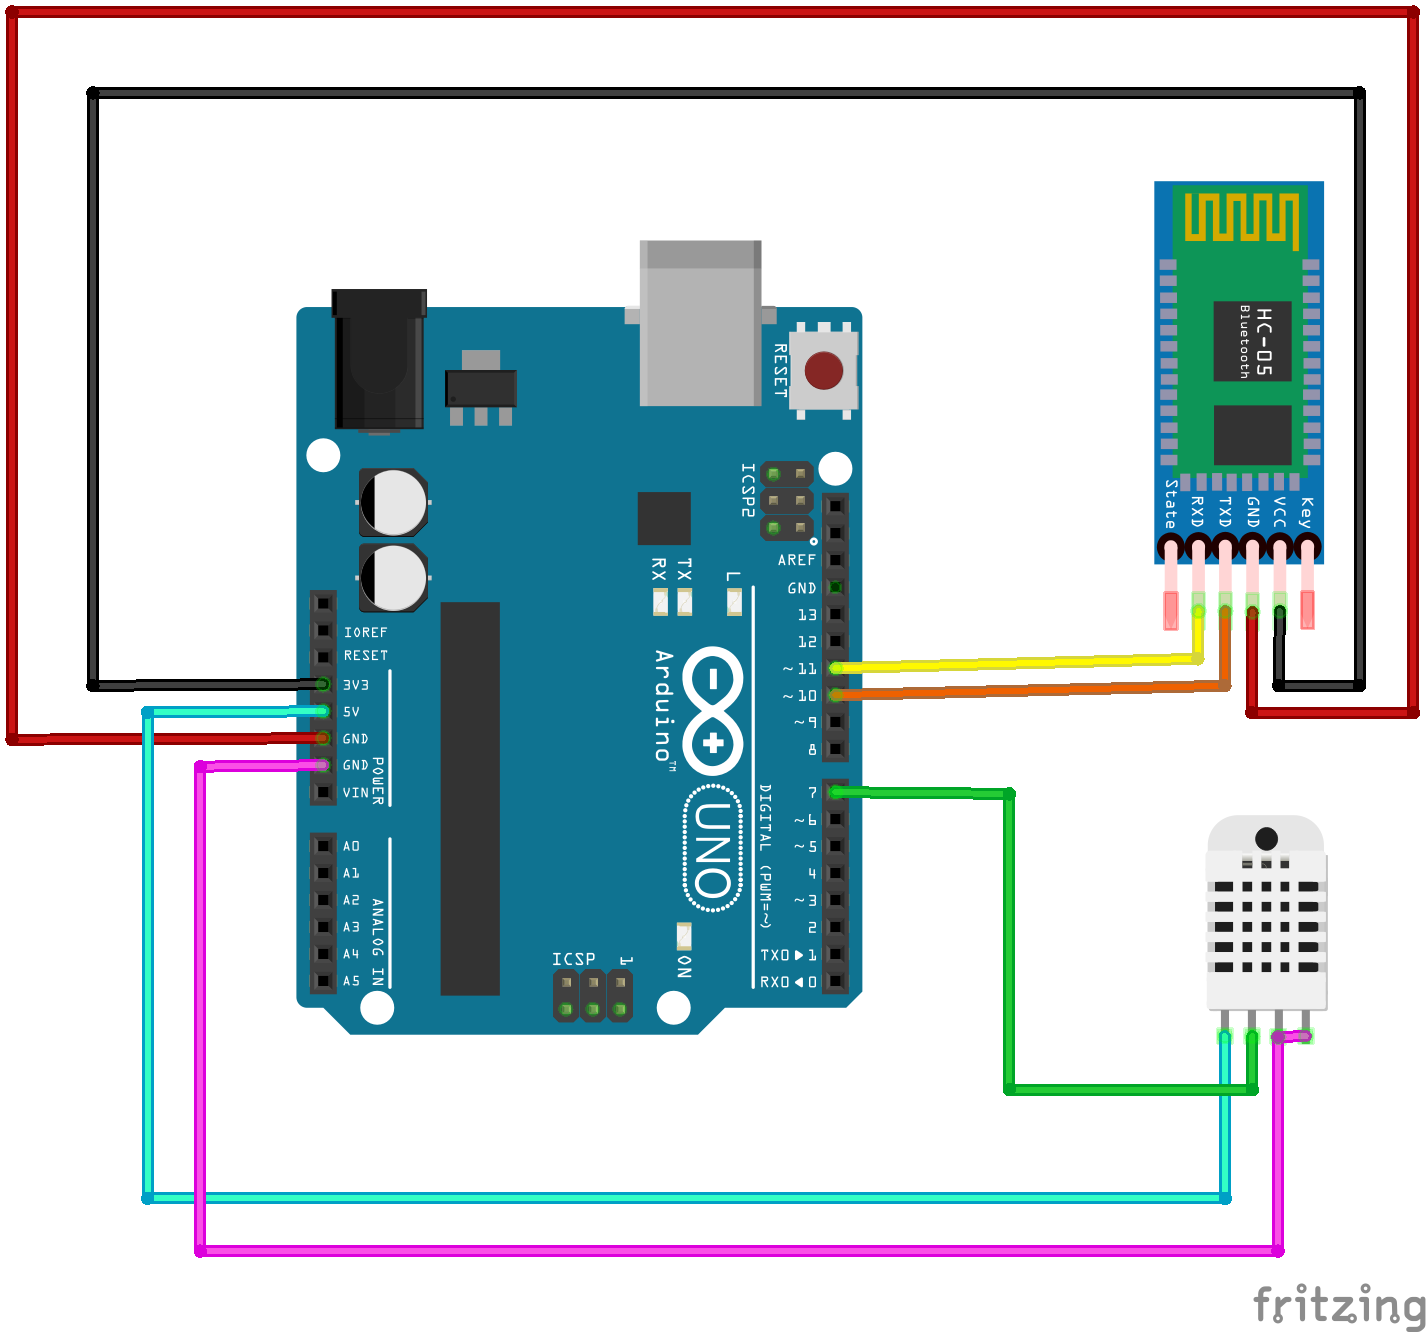 HC-05
Bluetooth
State
RXD
TXD
GND
VCC
Key
RESET
ICSP2
AREF
GND
13
12
~11
~10
~9
8
7
~6
~5
4
~3
2
TX0▶1
RX0◀0
DIGITAL (PWM=~)
RX
TX
L
Arduino™
UNO
ON
ICSP
1
IOREF
RESET
3V3
5V
GND
GND
VIN
POWER
A0
A1
A2
A3
A4
A5
ANALOG IN
fritzing